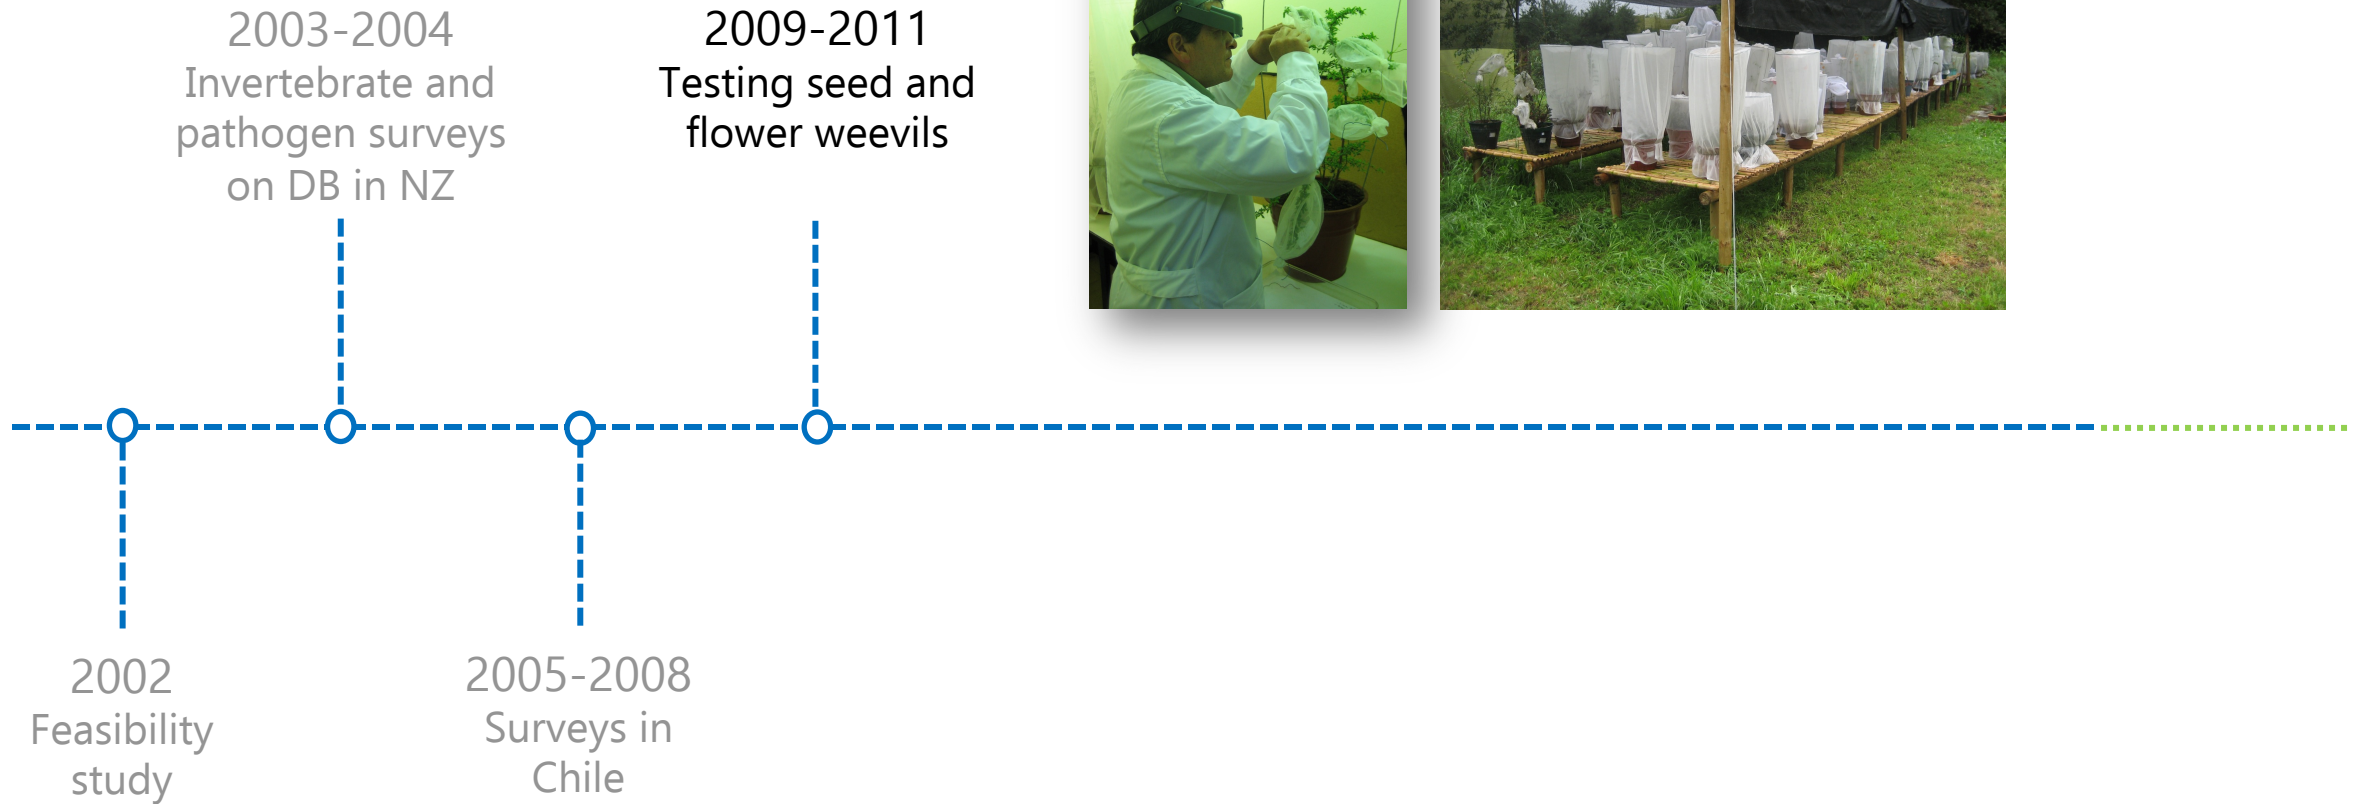 2003-2004
Invertebrate and
pathogen surveys
on DB in NZ
2009-2011
Testing seed and
flower weevils
2002
Feasibility
study
2005-2008
Surveys in
Chile